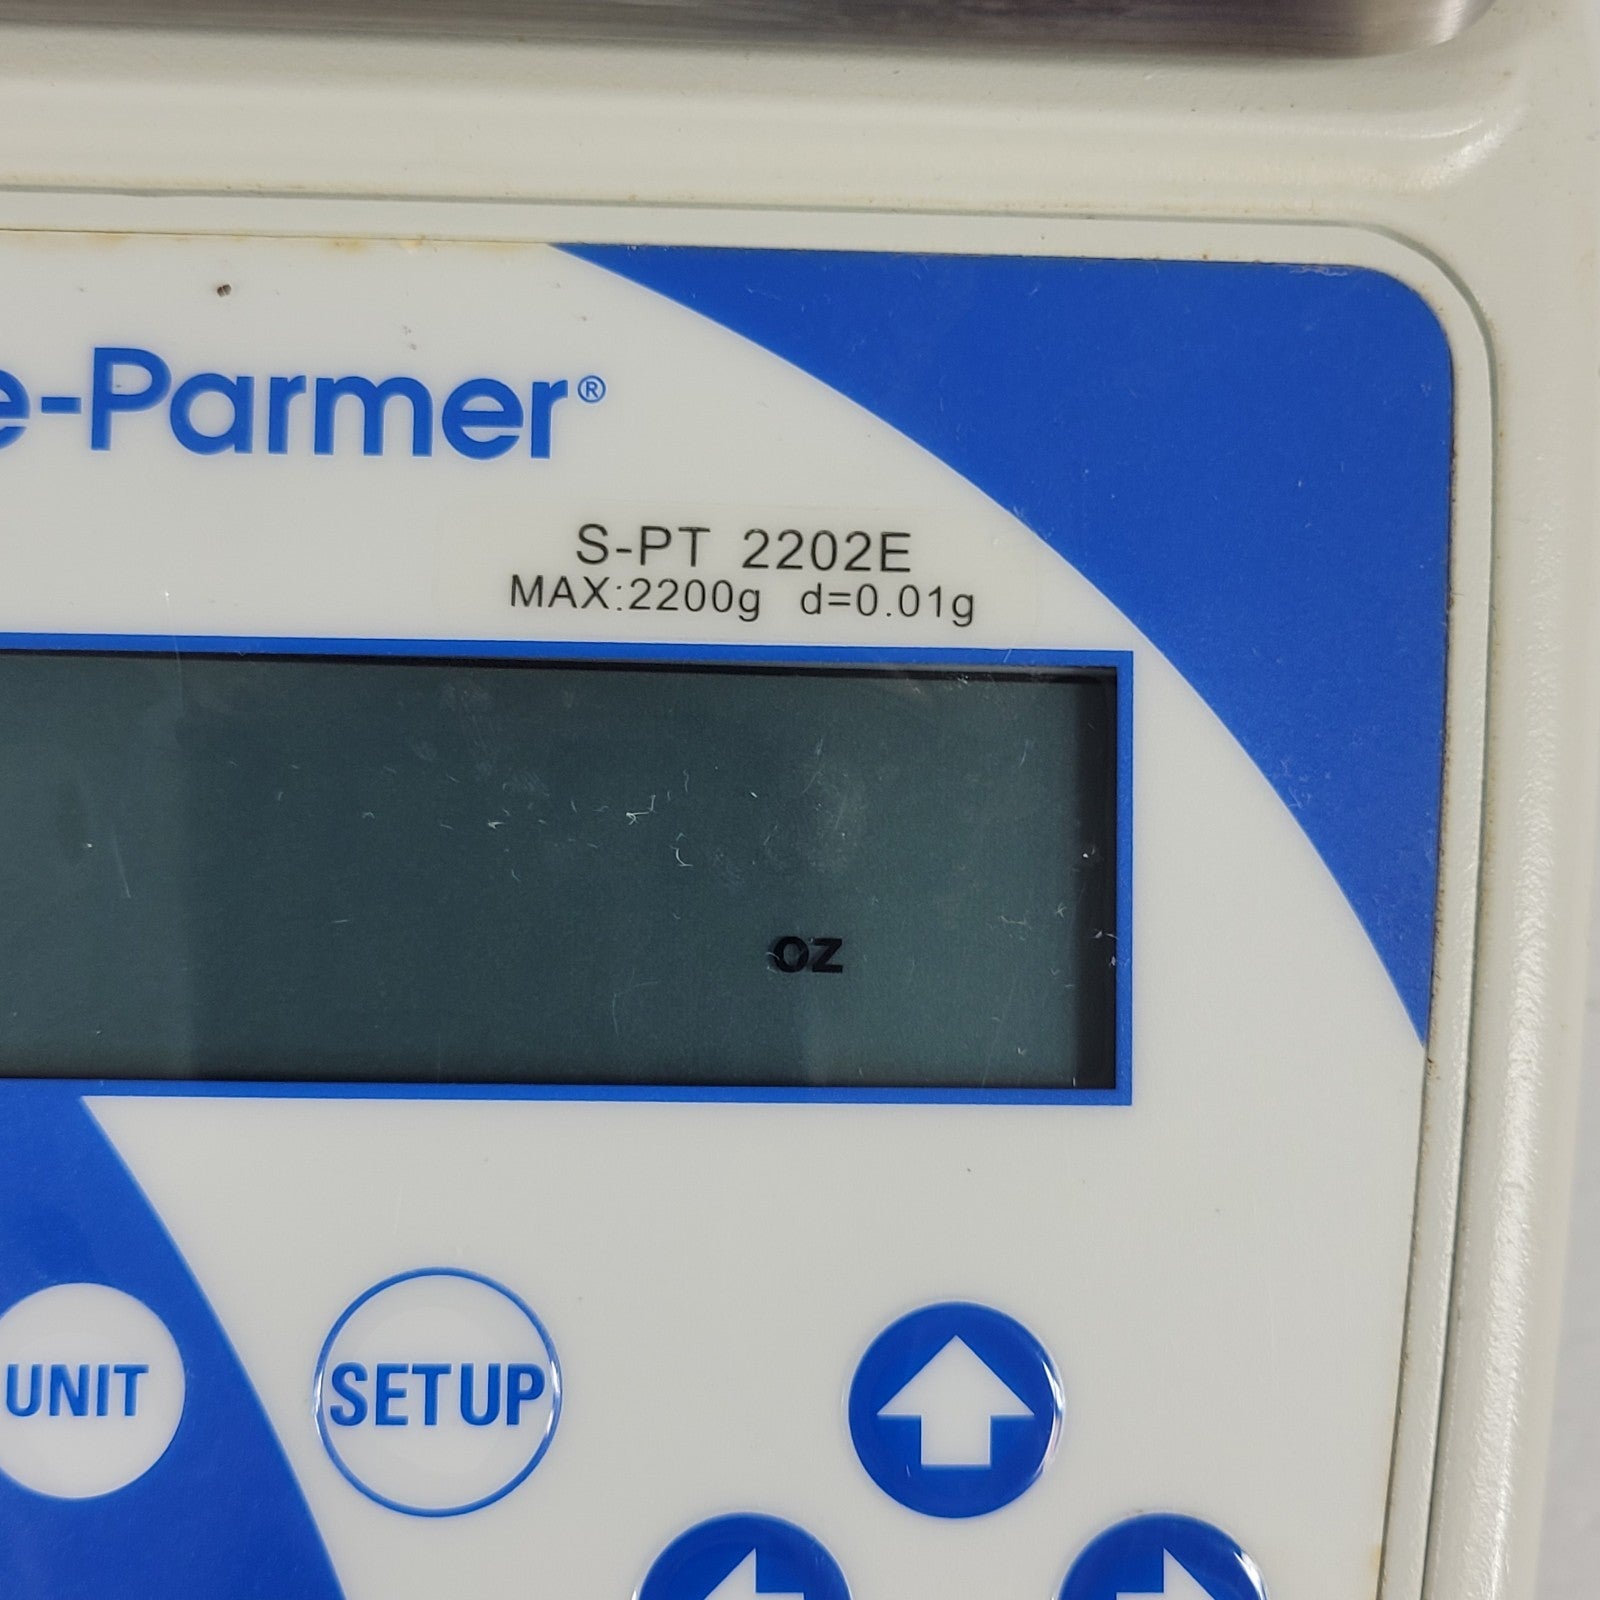 e-Parmer®
S-PT 2202E
MAX:2200g d=0.01g
oz
UNIT
SETUP